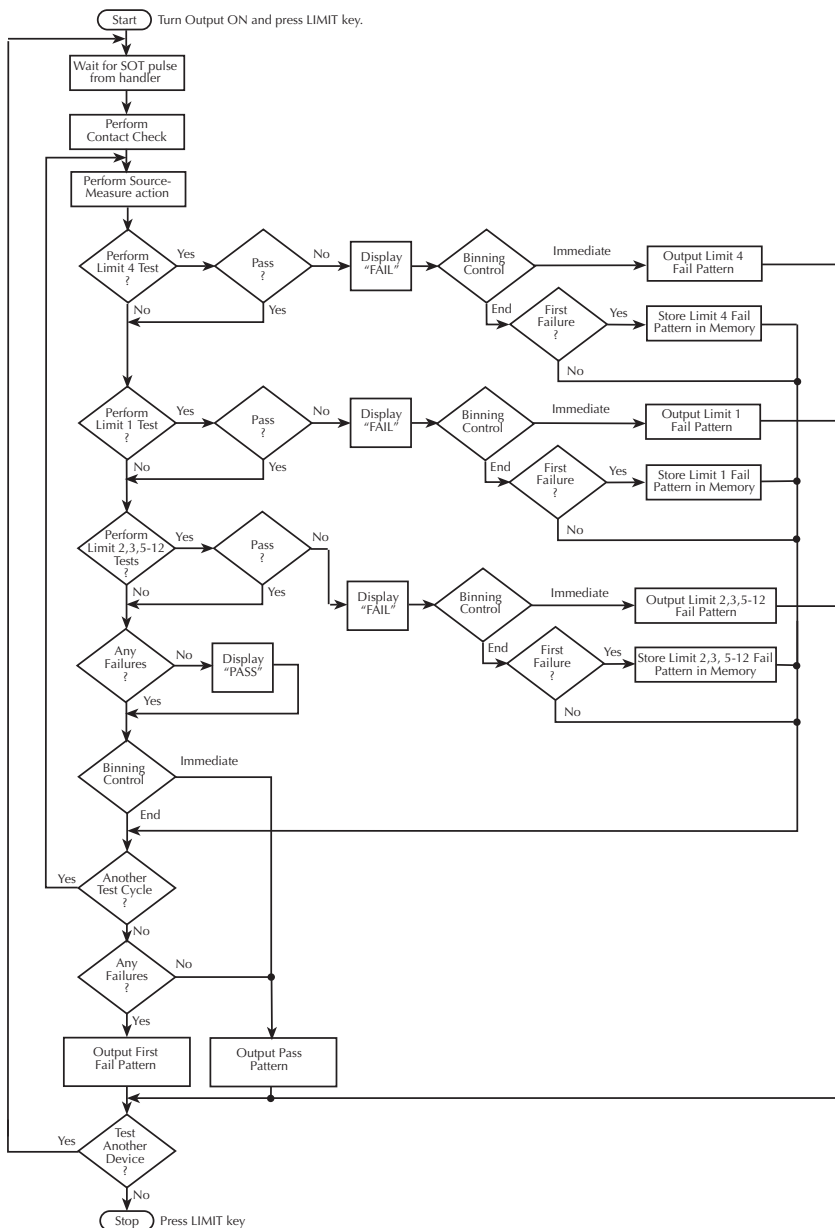 Start
Turn Output ON and press LIMIT key.
Wait for SOT pulse
from handler
Perform
Contact Check
Perform Source-
Measure action
Perform
Limit 4 Test
?
Yes
No
Pass
?
No
Yes
Display
“FAIL”
Binning
Control
Immediate
End
Output Limit 4
Fail Pattern
First
Failure
?
Yes
No
Store Limit 4 Fail
Pattern in Memory
Perform
Limit 1 Test
?
Yes
No
Pass
?
No
Yes
Display
“FAIL”
Binning
Control
Immediate
End
Output Limit 1
Fail Pattern
First
Failure
?
Yes
No
Store Limit 1 Fail
Pattern in Memory
Perform
Limit 2,3,5-12
Tests
?
Yes
No
Pass
?
No
Yes
Display
“FAIL”
Binning
Control
Immediate
End
Output Limit 2,3,5-12
Fail Pattern
First
Failure
?
Yes
No
Store Limit 2,3, 5-12 Fail
Pattern in Memory
Any
Failures
?
No
Yes
Display
“PASS”
Binning
Control
Immediate
End
Another
Test Cycle
?
Yes
No
Any
Failures
?
No
Yes
Output First
Fail Pattern
Output Pass
Pattern
Test
Another
Device
?
Yes
No
Stop
Press LIMIT key